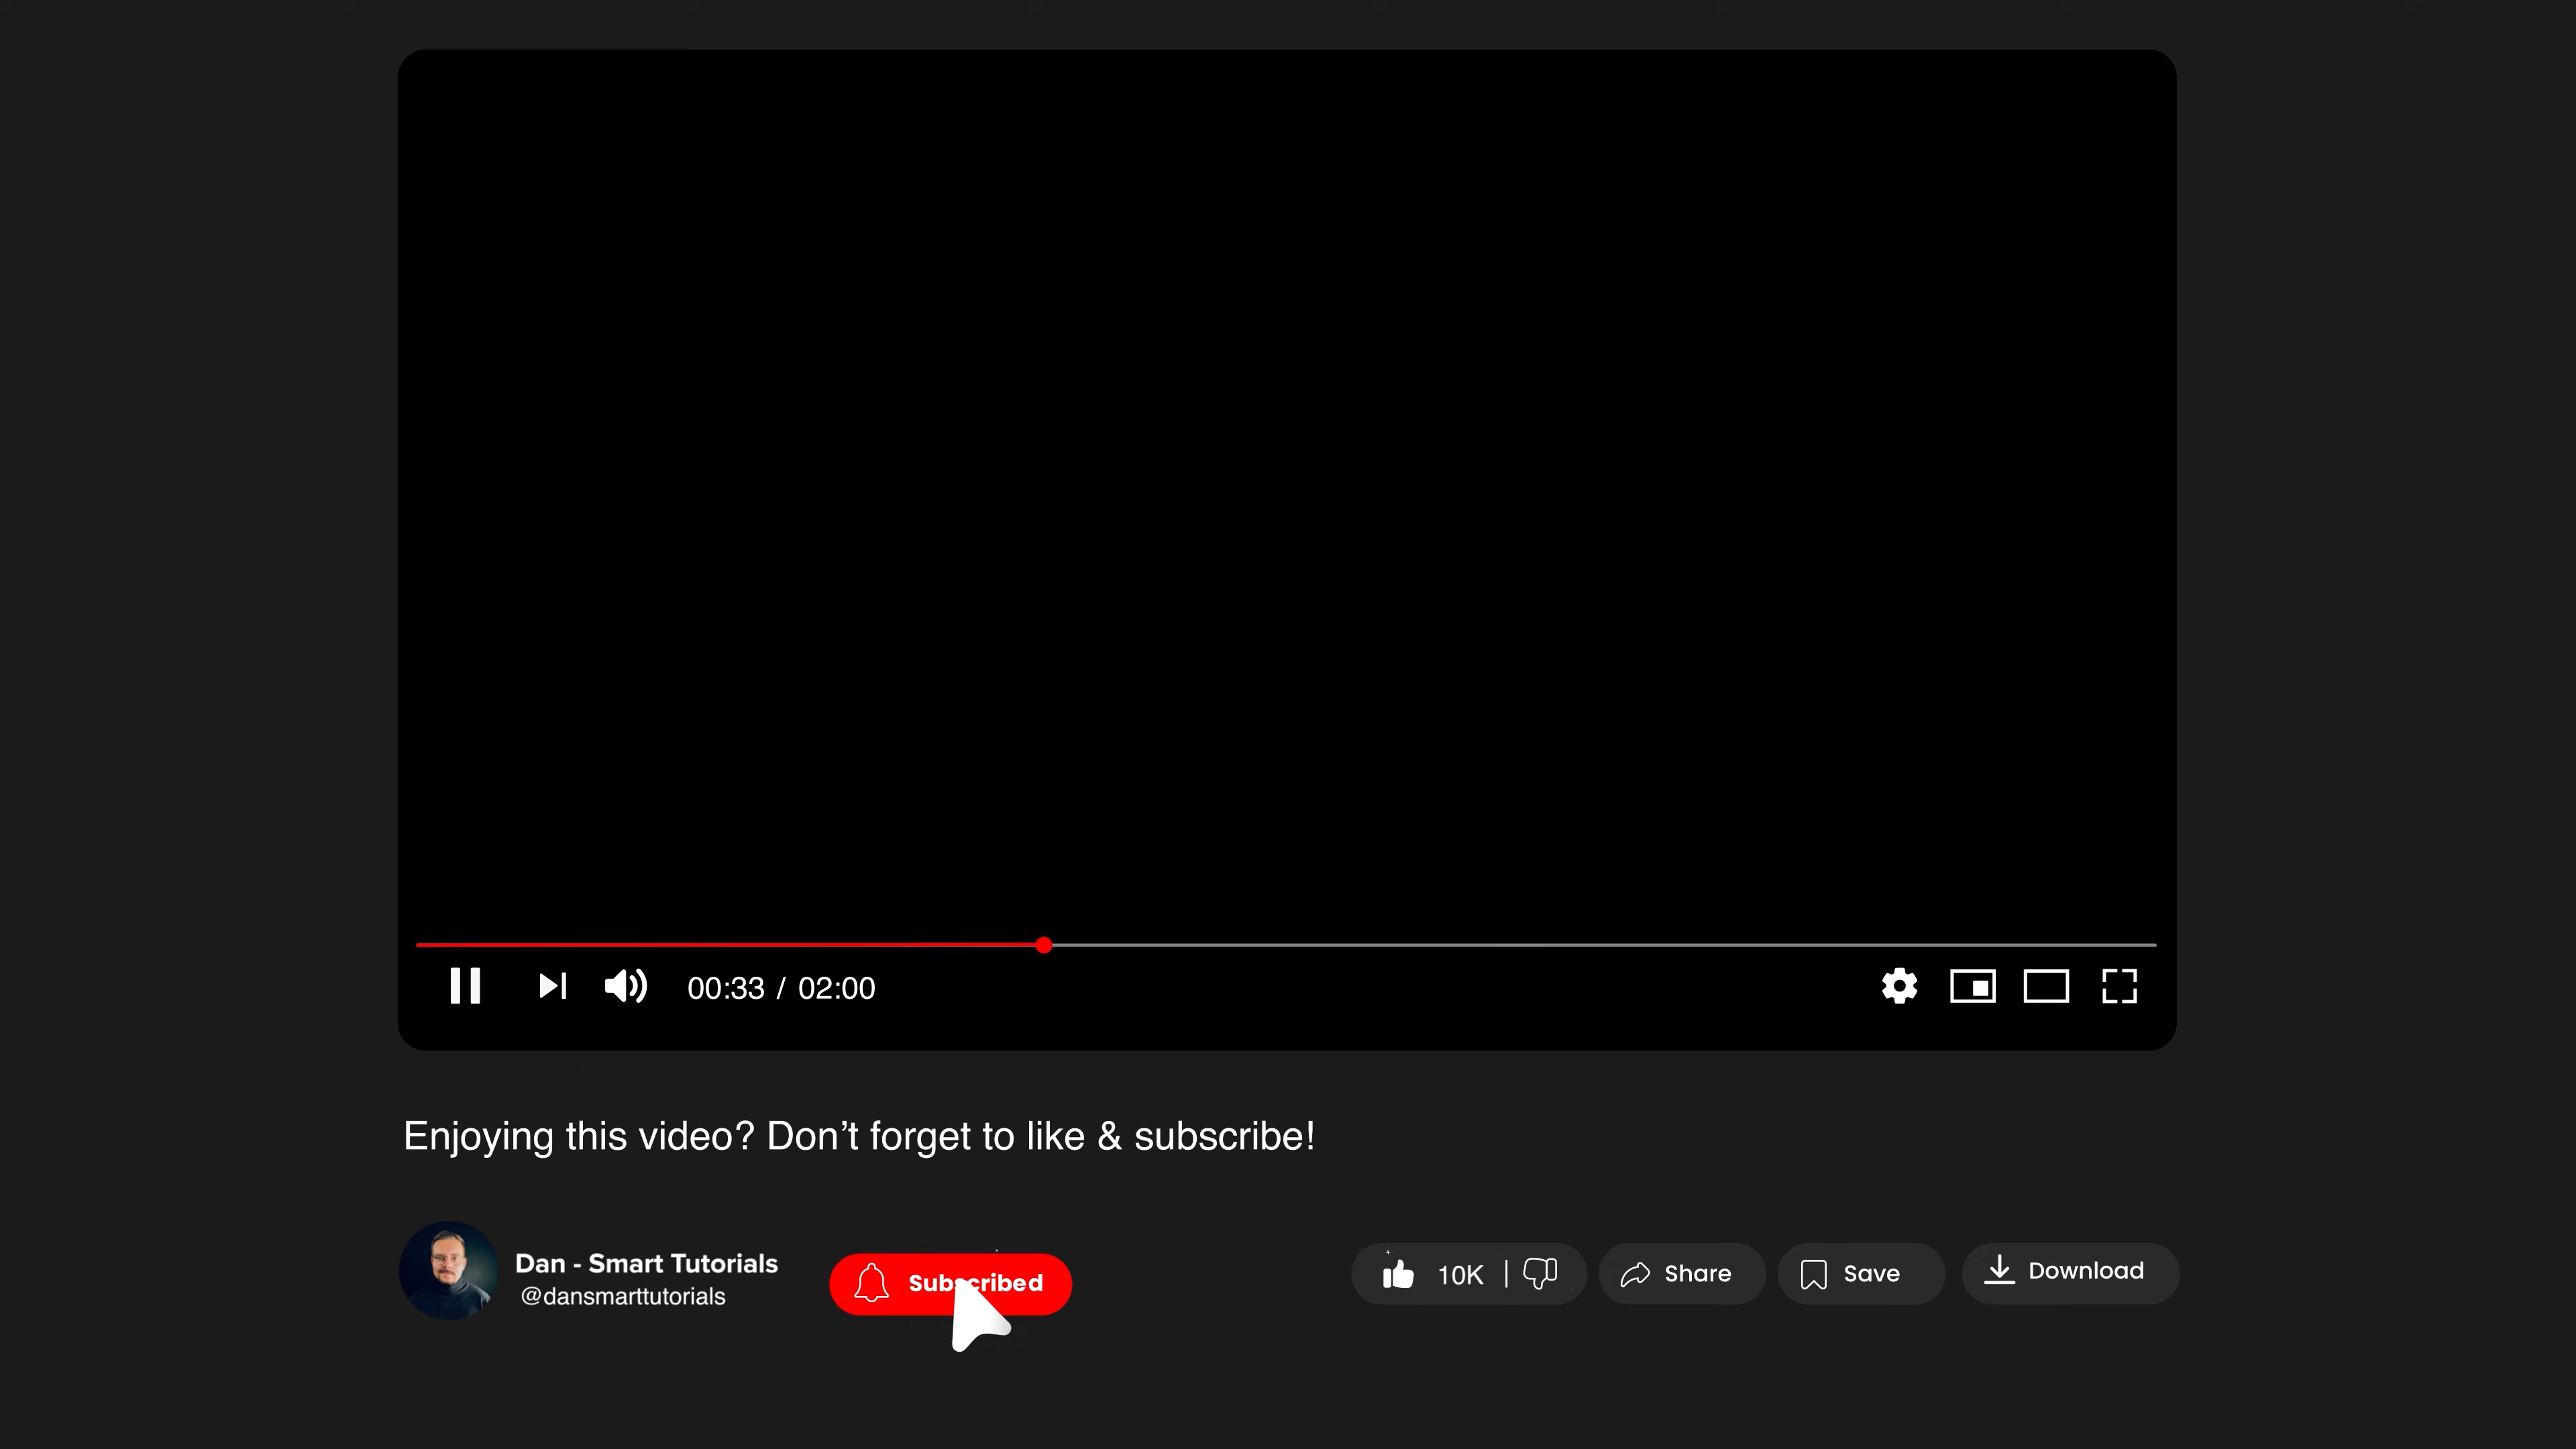 00:33 / 02:00
Enjoying this video? Don’t forget to like & subscribe!
Dan - Smart Tutorials
@dansmarttutorials
Subscribed
10K
Share
Save
Download